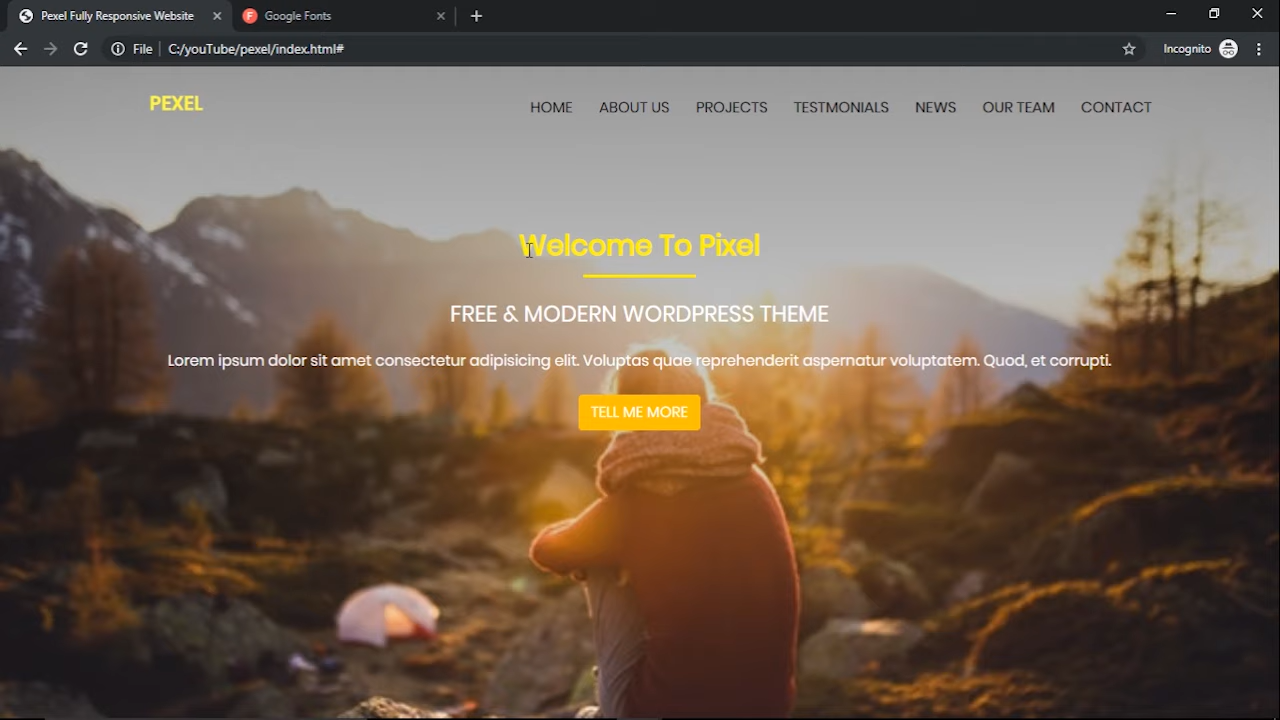 Pexel Fully Responsive Website
Google Fonts
File C:/youTube/pexel/index.html#
Incognito
PEXEL
HOME ABOUT US PROJECTS TESTMONIALS NEWS OUR TEAM CONTACT
Welcome To Pixel
FREE & MODERN WORDPRESS THEME
Lorem ipsum dolor sit amet consectetur adipisicing elit. Voluptas quae reprehenderit aspernatur voluptatem. Quod, et corrupti.
TELL ME MORE